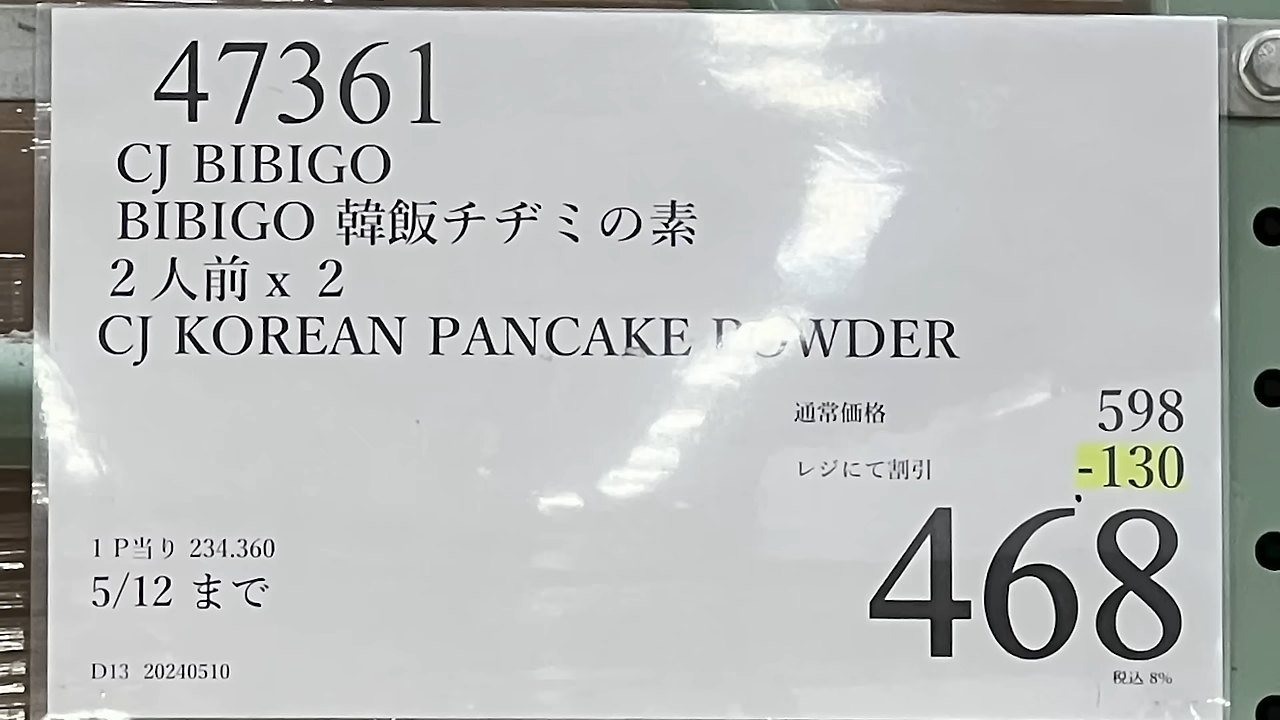 47361
CJ BIBIGO
BIBIGO 韓飯チヂミの素
2人前 x 2
CJ KOREAN PANCAKE POWDER
通常価格 598
レジにて割引 -130
468
1 P当り 234.360
5/12 まで
D13 20240510
税込 8%